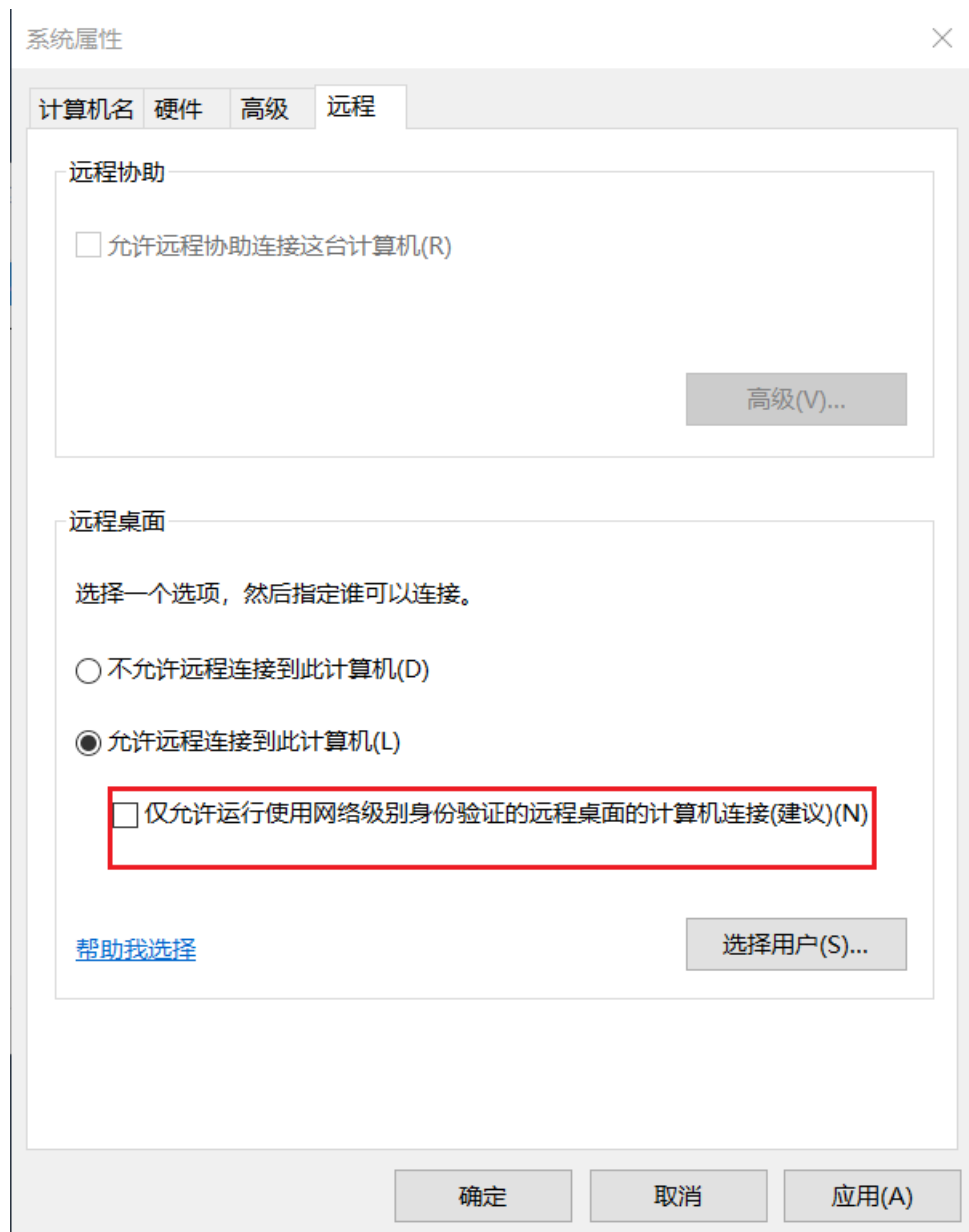 系统属性
计算机名 硬件 高级 远程
远程协助
允许远程协助连接这台计算机(R)
高级(V)...
远程桌面
选择一个选项，然后指定谁可以连接。
不允许远程连接到此计算机(D)
允许远程连接到此计算机(L)
仅允许运行使用网络级别身份验证的远程桌面的计算机连接(建议)(N)
帮助我选择 选择用户(S)...
确定 取消 应用(A)